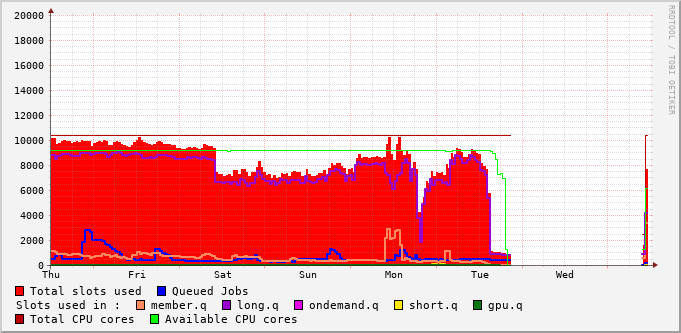 RRDTOOL / TOBI OETIKER
20000
18000
16000
14000
12000
10000
8000
6000
4000
2000
0
Thu Fri Sat Sun Mon Tue Wed
Total slots used Queued Jobs
Slots used in : member.q long.q ondemand.q short.q gpu.q
Total CPU cores Available CPU cores